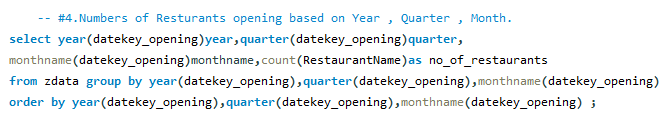 -- #4.Numbers of Resturants opening based on Year , Quarter , Month.
select year(datekey_opening)year,quarter(datekey_opening)quarter,
monthname(datekey_opening)monthname,count(RestaurantName)as no_of_restaurants
from zdata group by year(datekey_opening),quarter(datekey_opening),monthname(datekey_opening)
order by year(datekey_opening),quarter(datekey_opening),monthname(datekey_opening) ;